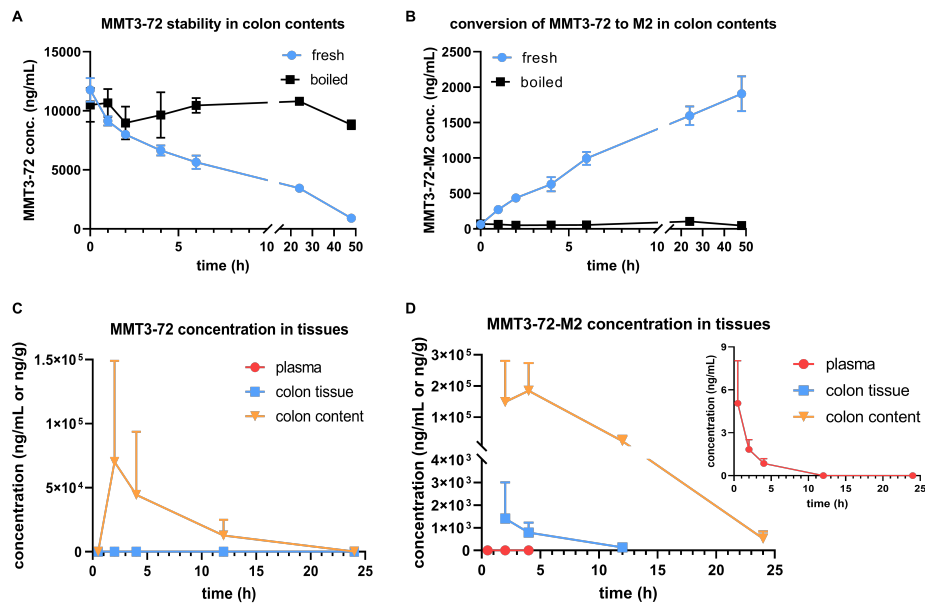 A
MMT3-72 stability in colon contents
MMT3-72 conc. (ng/mL)
15000
10000
5000
0
fresh
boiled
0 5 10 20 30 40 50
time (h)
B
conversion of MMT3-72 to M2 in colon contents
MMT3-72-M2 conc. (ng/mL)
2500
2000
1500
1000
500
0
fresh
boiled
0 5 10 20 30 40 50
time (h)
C
MMT3-72 concentration in tissues
concentration (ng/mL or ng/g)
1.5×10⁵
1×10⁵
5×10⁴
0
plasma
colon tissue
colon content
0 5 10 15 20 25
time (h)
D
MMT3-72-M2 concentration in tissues
concentration (ng/mL or ng/g)
3×10⁵
2×10⁵
1×10⁵
4×10³
3×10³
2×10³
1×10³
0
0 5 10 15 20 25
time (h)
concentration (ng/mL)
9
6
3
0
0 5 10 15 20 25
time (h)
plasma
colon tissue
colon content